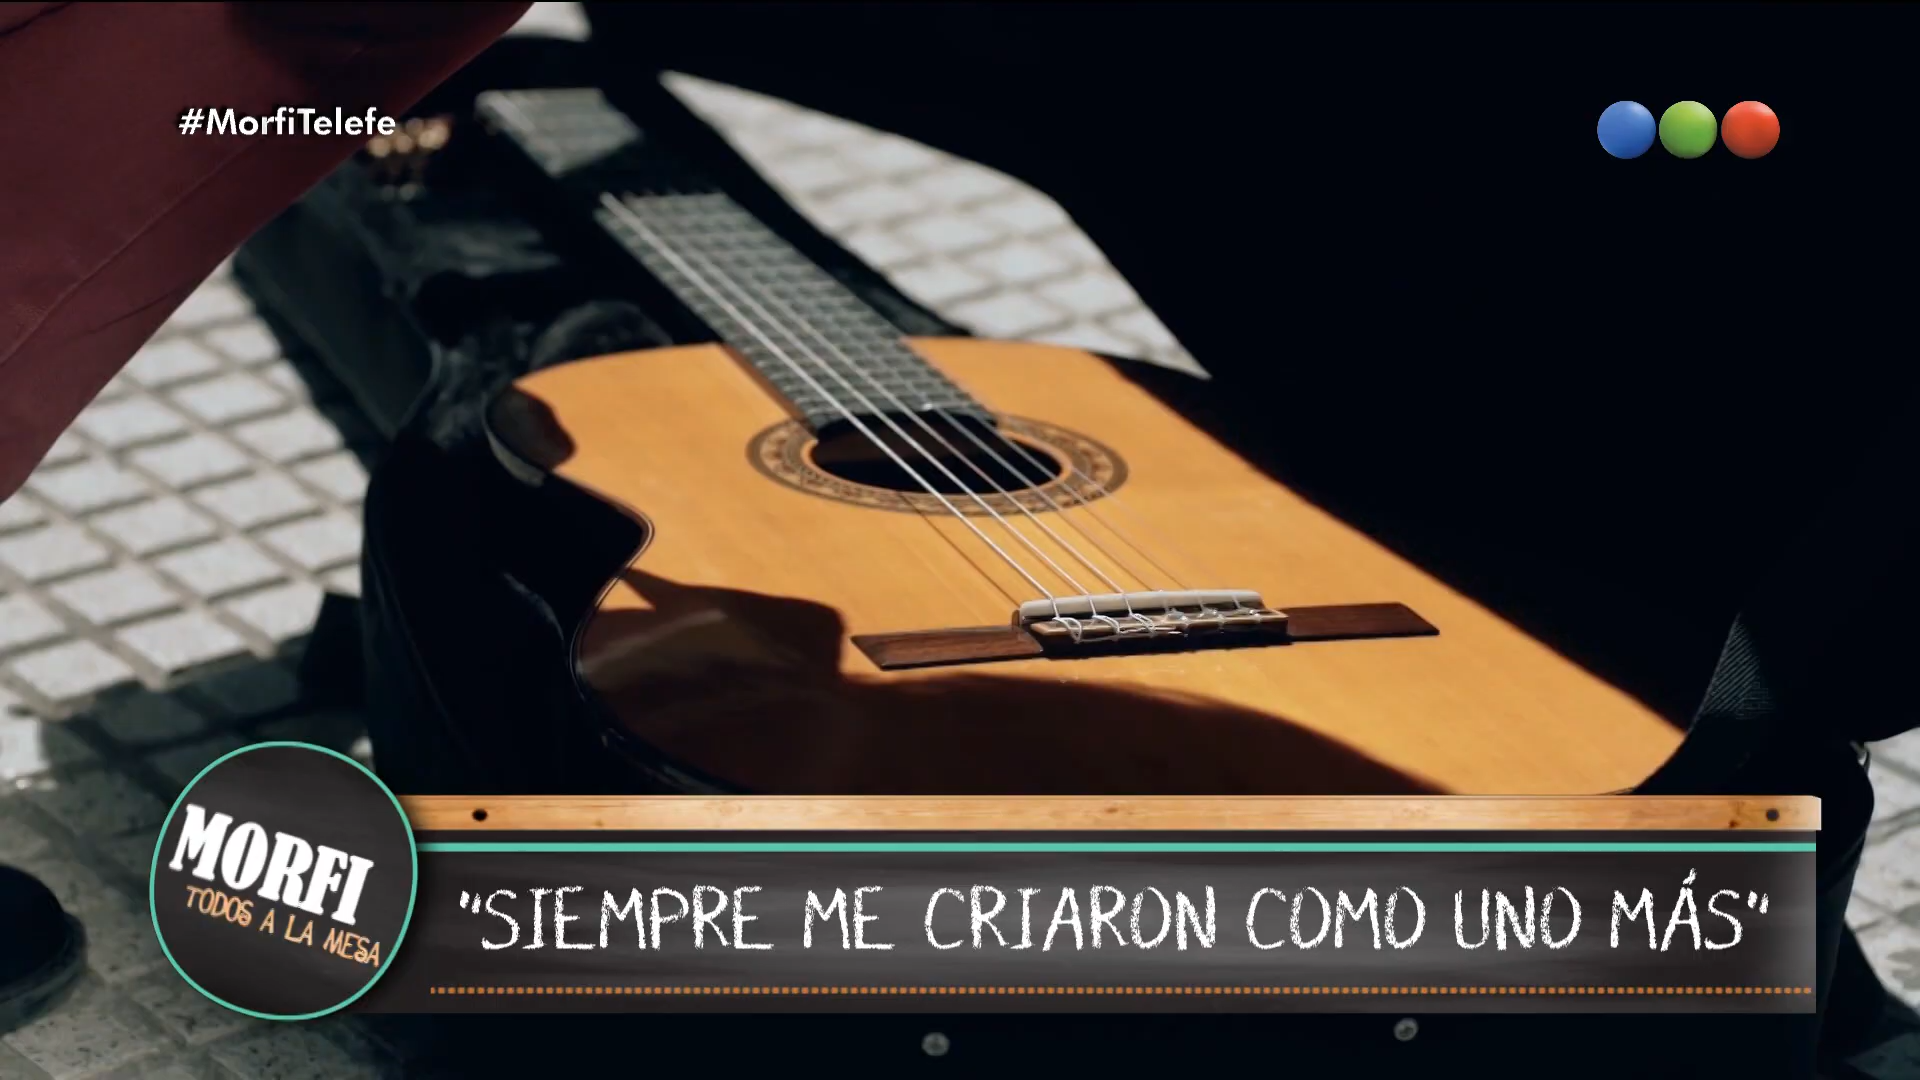 #MorfiTelefe
MORFI
TODOS A LA MESA
"SIEMPRE ME CRIARON COMO UNO MÁS"